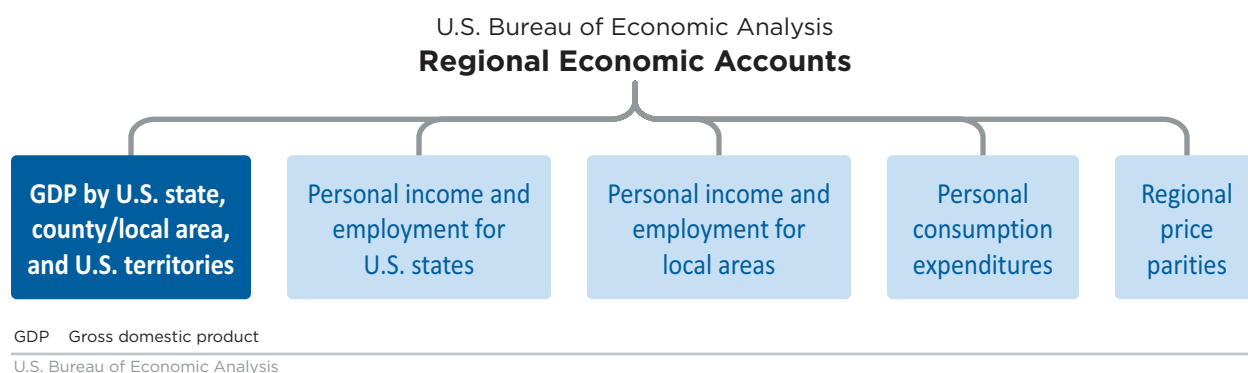 U.S. Bureau of Economic Analysis
Regional Economic Accounts
GDP by U.S. state,
county/local area,
and U.S. territories
Personal income and
employment for
U.S. states
Personal income and
employment for
local areas
Personal
consumption
expenditures
Regional
price
parities
GDP Gross domestic product
U.S. Bureau of Economic Analysis